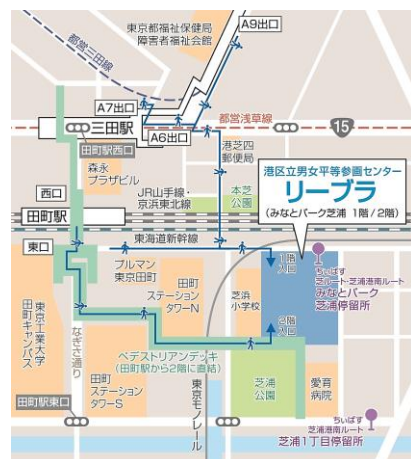 東京都福祉保健局
障害者福祉会館
A9出口
都営三田線
A7出口
三田駅
A6出口
都営浅草線
15
田町駅西口
森永
プラザビル
港芝四
郵便局
西口
田町駅
JR山手線・
京浜東北線
本芝
公園
港区立男女平等参画センター
リーブラ
(みなとパーク芝浦 1階/2階)
東口
東海道新幹線
プルマン
東京田町
田町
ステーション
タワーN
芝浜
小学校
1階
入口
2階
入口
ちぃばす
芝ルート・芝浦港南ルート
みなとパーク
芝浦停留所
東京工業大学
田町キャンパス
なぎさ通り
ペデストリアンデッキ
(田町駅から2階に直結)
田町
ステーション
タワーS
東京モノレール
芝浦
公園
愛育
病院
田町駅東口
ちぃばす
芝浦港南ルート
芝浦1丁目停留所